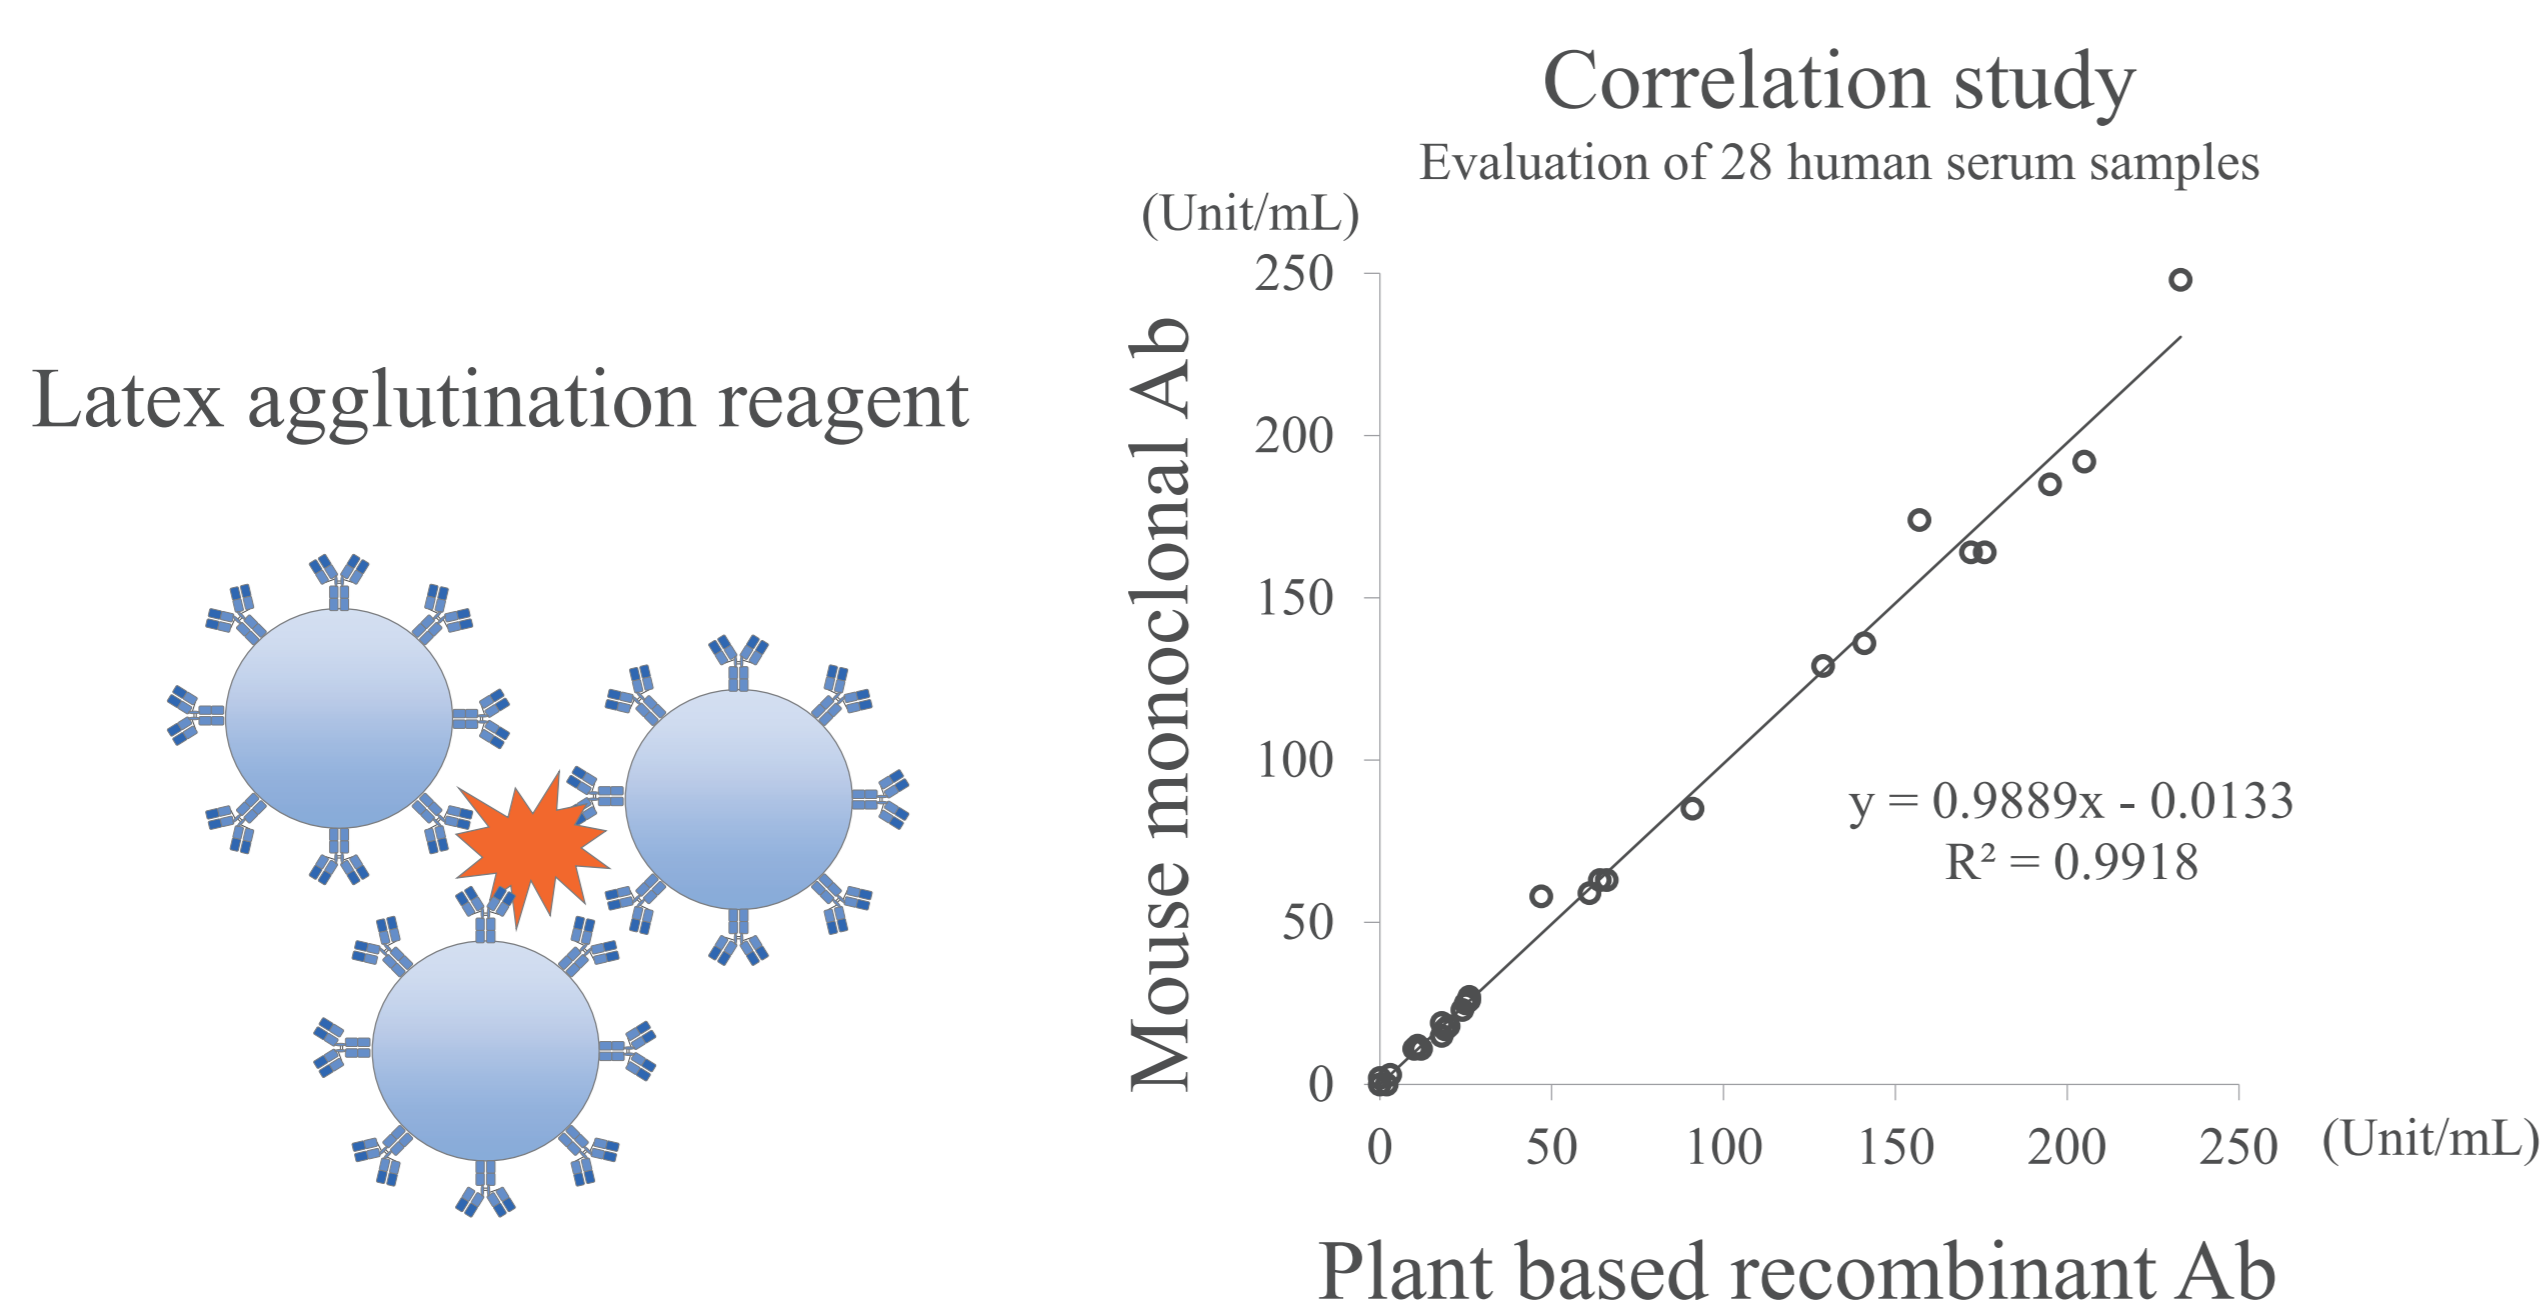 Latex agglutination reagent
Correlation study
Evaluation of 28 human serum samples
(Unit/mL)
Mouse monoclonal Ab
250
200
150
100
50
0
y = 0.9889x - 0.0133
R² = 0.9918
0 50 100 150 200 250 (Unit/mL)
Plant based recombinant Ab